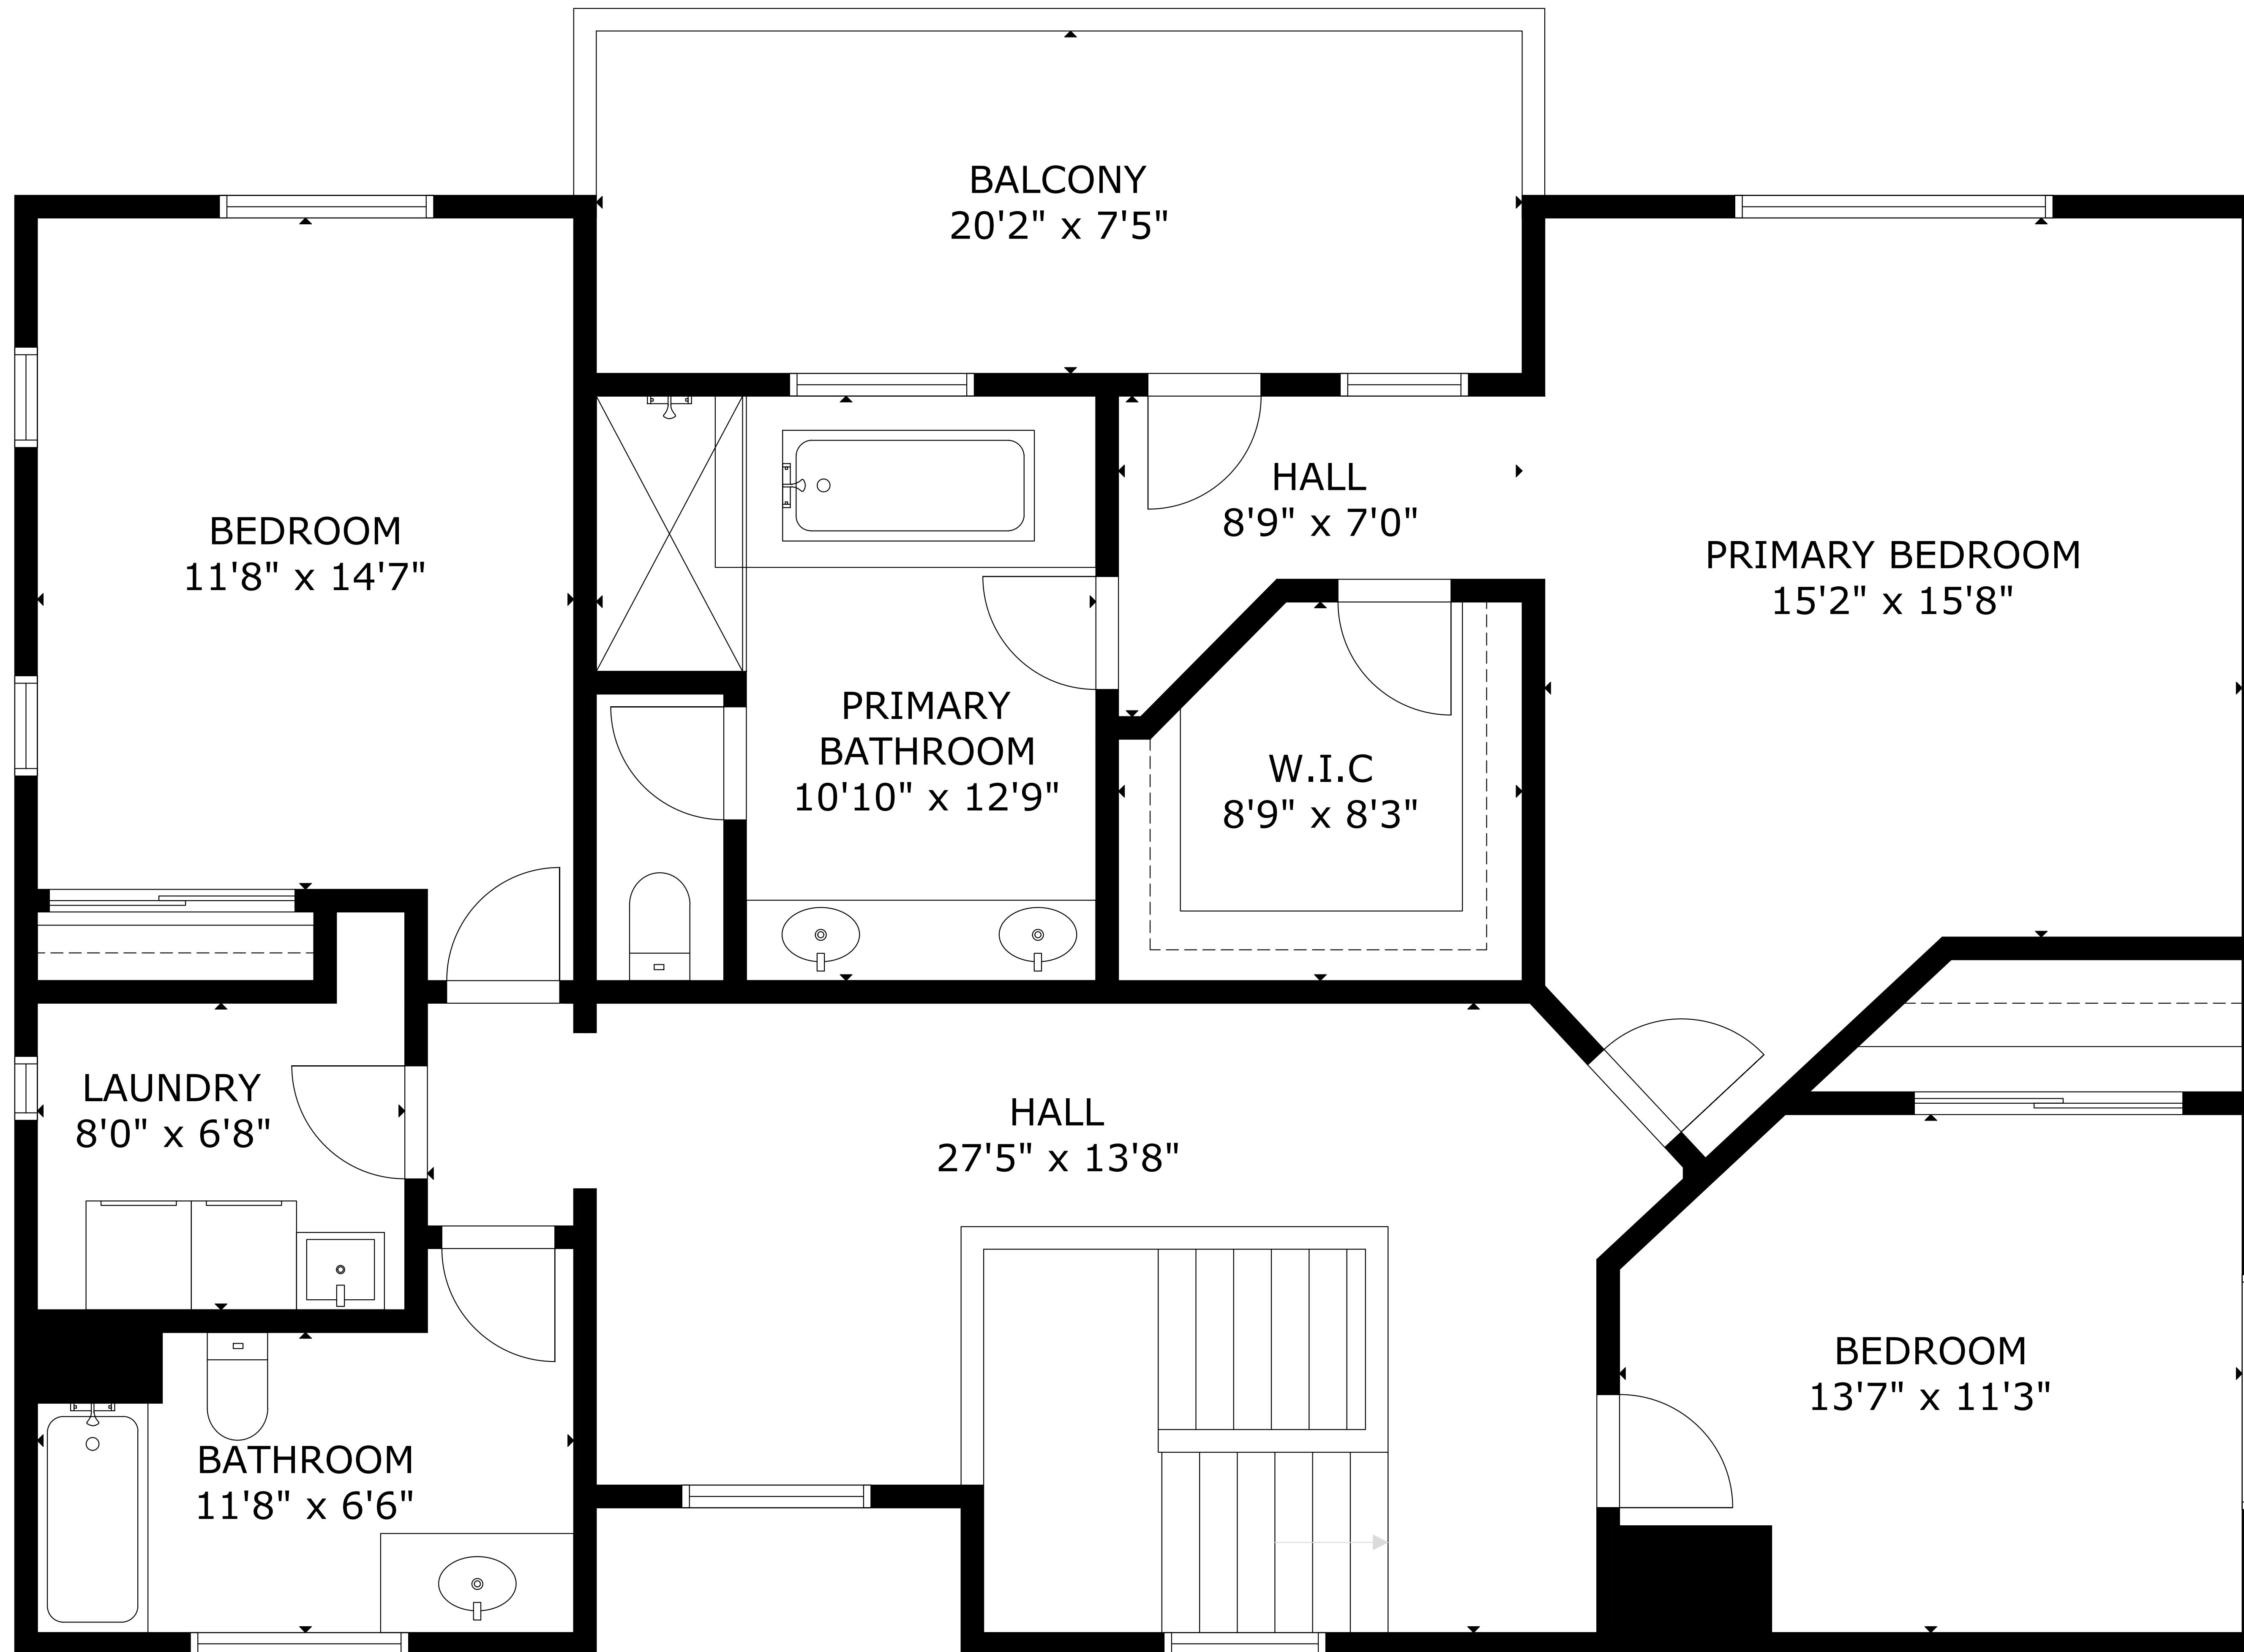 BALCONY
20'2" x 7'5"
BEDROOM
11'8" x 14'7"
HALL
8'9" x 7'0"
PRIMARY BEDROOM
15'2" x 15'8"
PRIMARY
BATHROOM
10'10" x 12'9"
W.I.C
8'9" x 8'3"
LAUNDRY
8'0" x 6'8"
HALL
27'5" x 13'8"
BEDROOM
13'7" x 11'3"
BATHROOM
11'8" x 6'6"